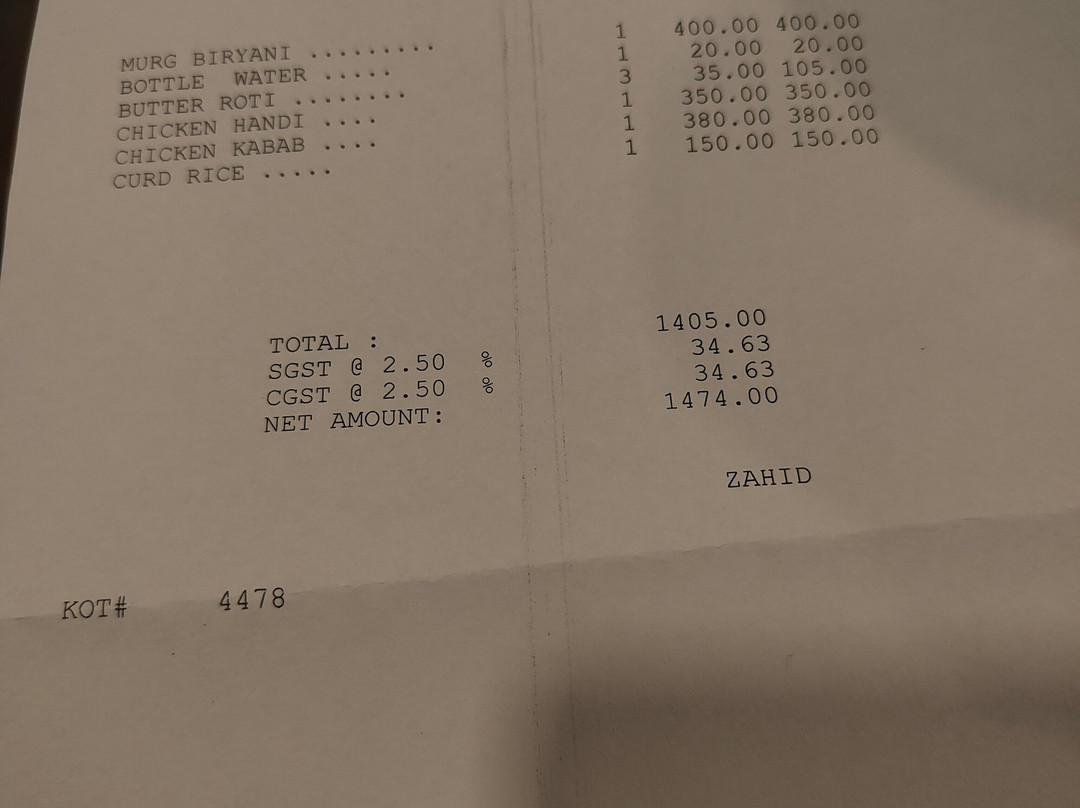 MURG BIRYANI ......... 1 400.00 400.00
BOTTLE WATER ..... 1 20.00 20.00
BUTTER ROTI ........ 3 35.00 105.00
CHICKEN HANDI .... 1 350.00 350.00
CHICKEN KABAB .... 1 380.00 380.00
CURD RICE ..... 1 150.00 150.00
TOTAL : 1405.00
SGST @ 2.50 % 34.63
CGST @ 2.50 % 34.63
NET AMOUNT: 1474.00
ZAHID
KOT# 4478